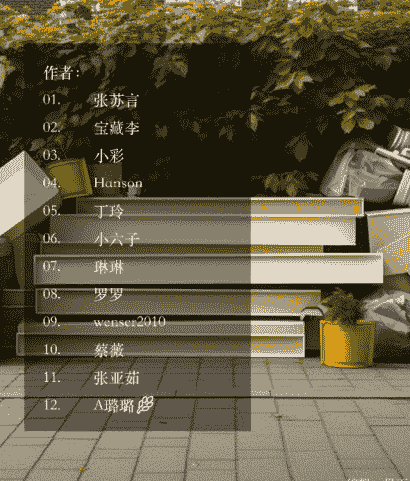 作者：
01. 张苏言
02. 宝藏李
03. 小彩
04. Hanson
05. 丁玲
06. 小六子
07. 琳琳
08. 罗罗
09. wenser2010
10. 蔡薇
11. 张亚茹
12. A璐璐